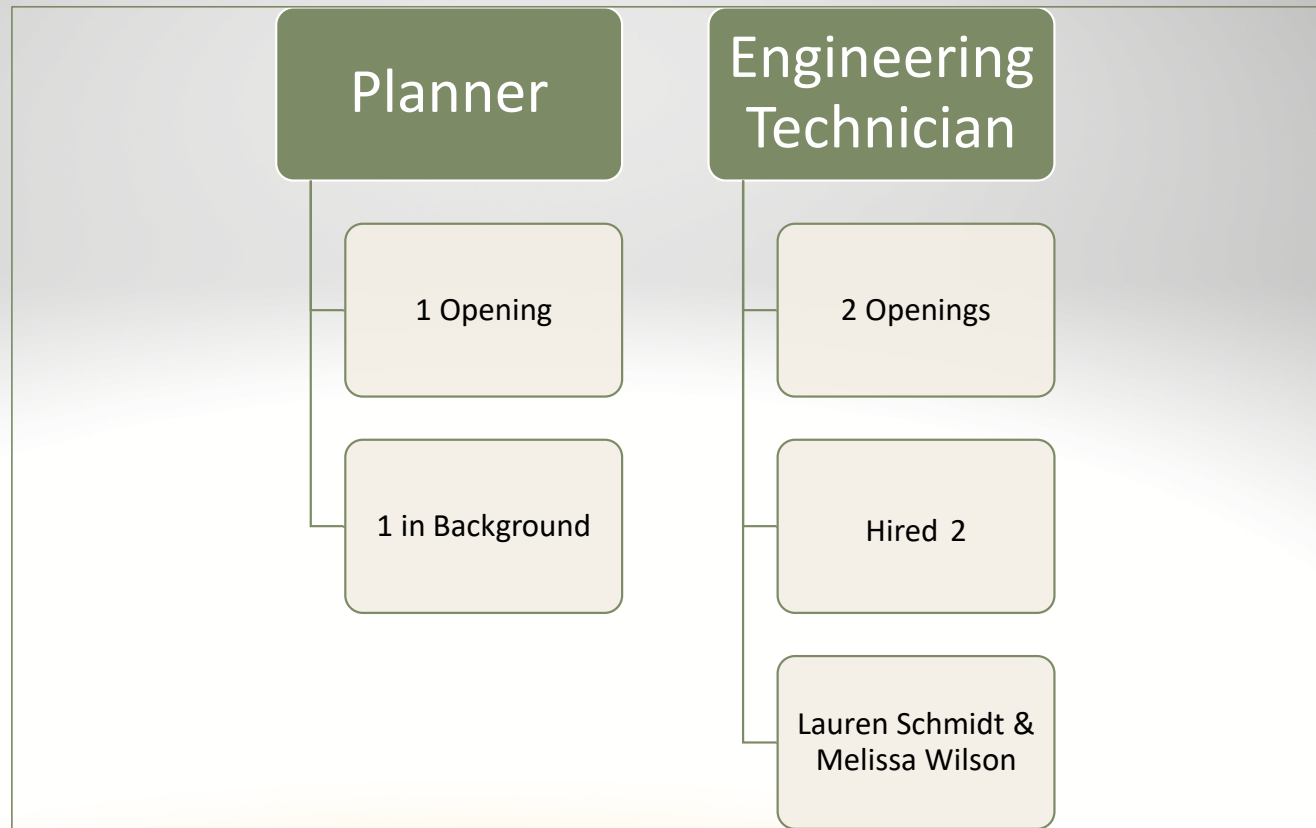 Planner
1 Opening
1 in Background
Engineering
Technician
2 Openings
Hired 2
Lauren Schmidt &
Melissa Wilson